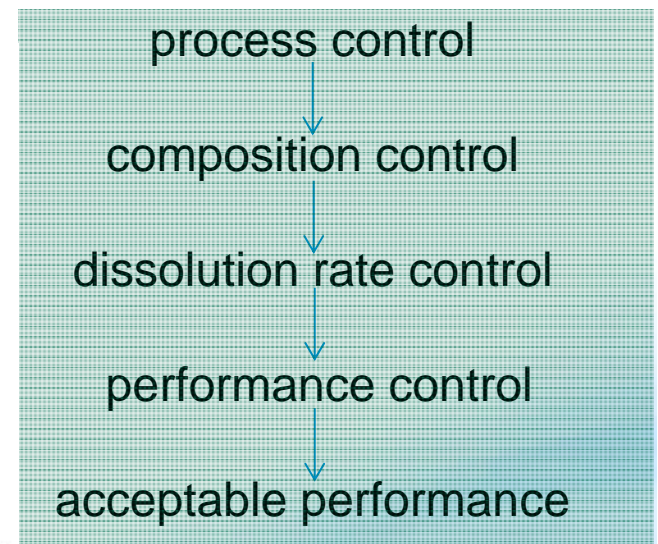 process control
composition control
dissolution rate control
performance control
acceptable performance